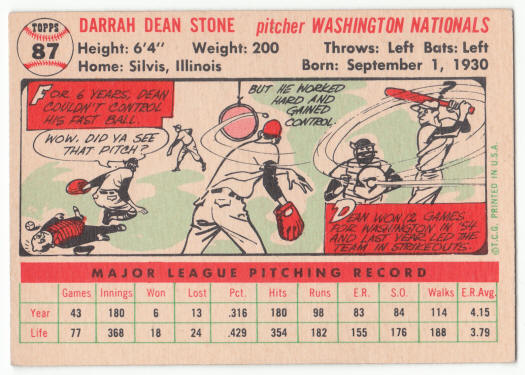 TOPPS
87
DARRAH DEAN STONE pitcher WASHINGTON NATIONALS
Height: 6'4" Weight: 200 Throws: Left Bats: Left
Home: Silvis, Illinois Born: September 1, 1930
FOR 6 YEARS, DEAN
COULDN'T CONTROL
HIS FAST BALL.
WOW, DID YA SEE
THAT PITCH?
BUT HE WORKED
HARD AND
GAINED
CONTROL.
DEAN WON 12 GAMES
FOR WASHINGTON IN '54
AND LAST YEAR LED THE
TEAM IN STRIKEOUTS.
©T.C.G. PRINTED IN U.S.A.
MAJOR LEAGUE PITCHING RECORD
Games Innings Won Lost Pct. Hits Runs E.R. S.O. Walks E.R.Avg.
Year 43 180 6 13 .316 180 98 83 84 114 4.15
Life 77 368 18 24 .429 354 182 155 176 188 3.79